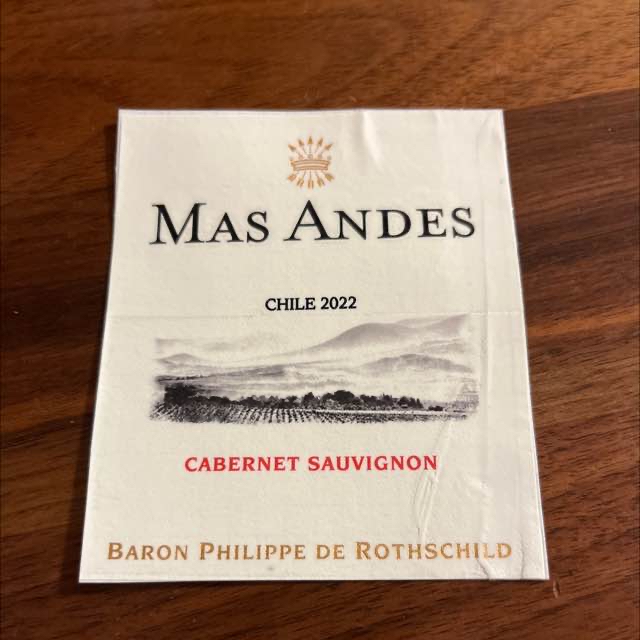 MAS ANDES
CHILE 2022
CABERNET SAUVIGNON
BARON PHILIPPE DE ROTHSCHILD